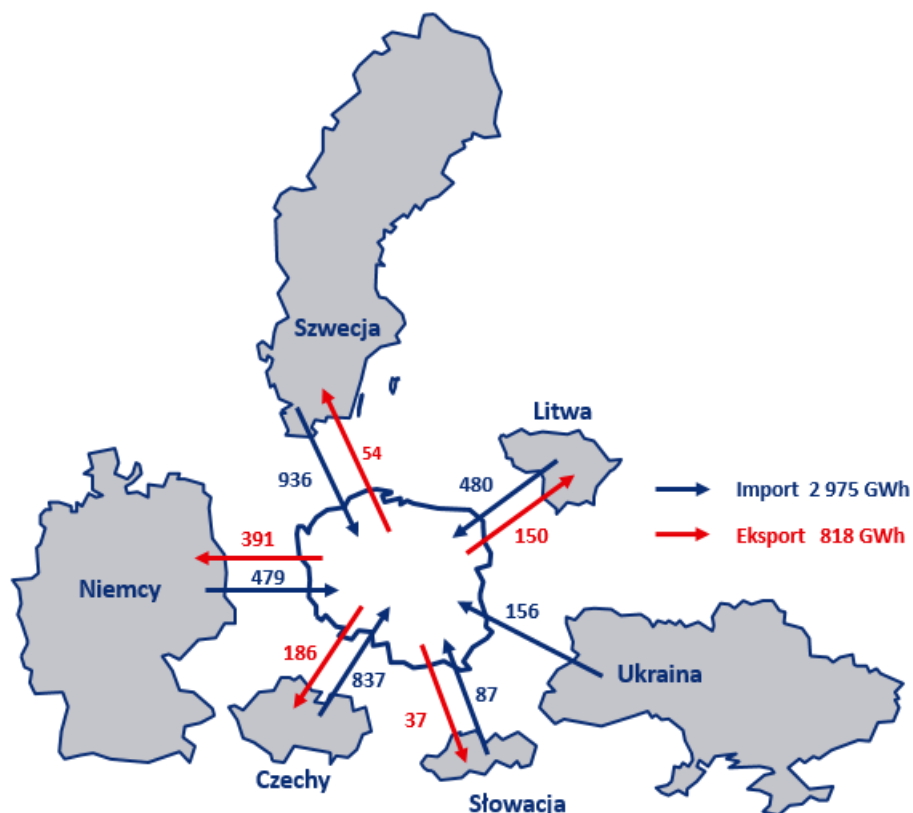 Szwecja
Litwa
936
54
480
Import 2 975 GWh
150
Eksport 818 GWh
391
Niemcy
479
156
186
837
Ukraina
37
87
Czechy
Słowacja